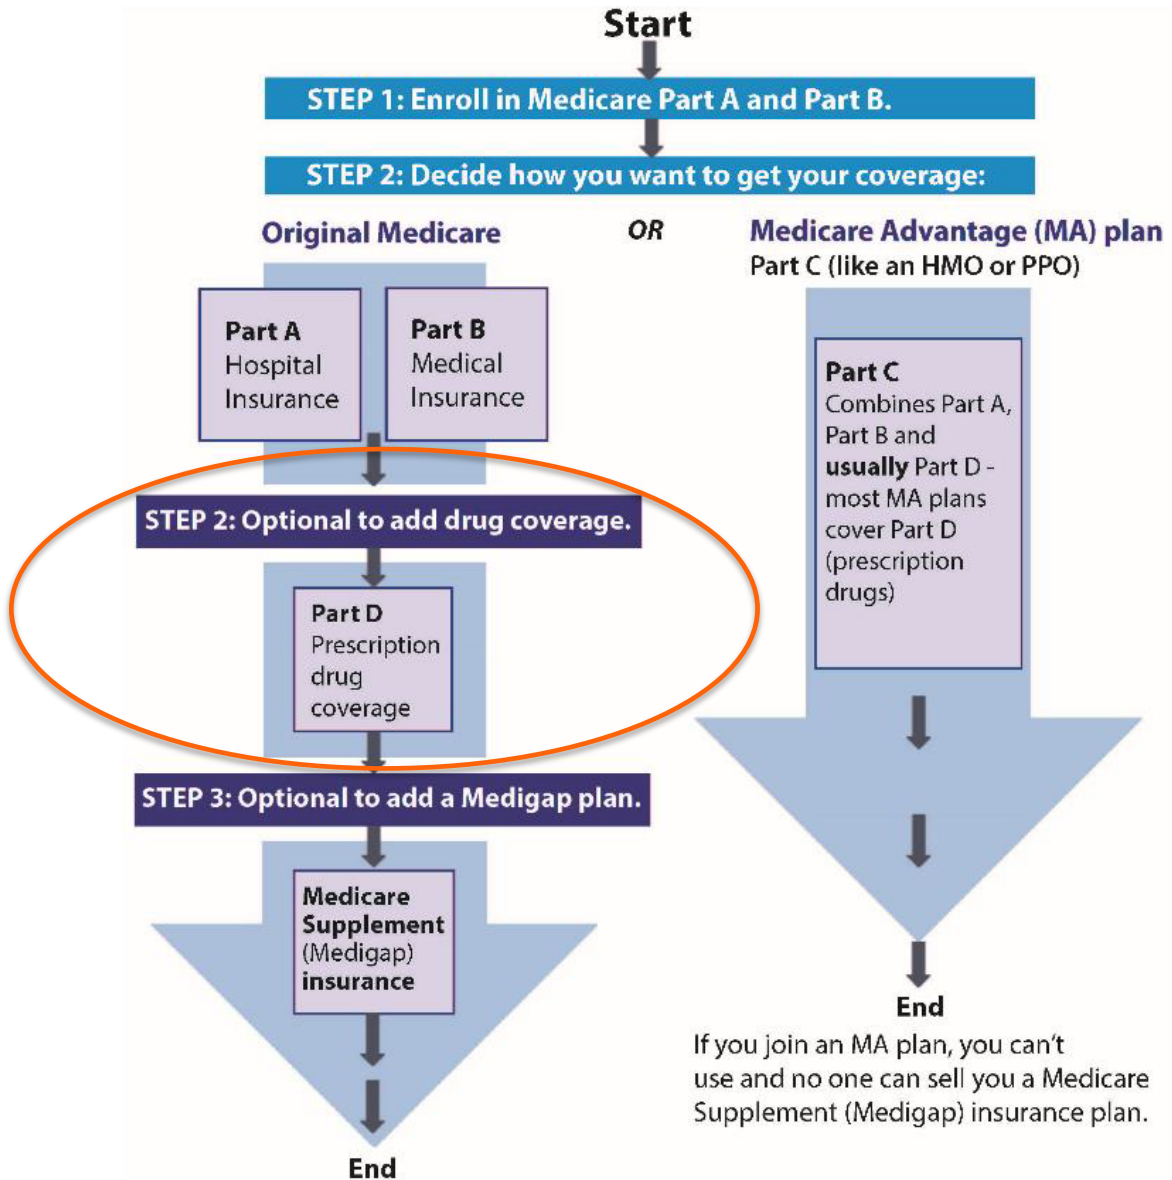 Start
STEP 1: Enroll in Medicare Part A and Part B.
STEP 2: Decide how you want to get your coverage:
Original Medicare
OR
Medicare Advantage (MA) plan
Part C (like an HMO or PPO)
Part A
Hospital
Insurance
Part B
Medical
Insurance
STEP 2: Optional to add drug coverage.
Part D
Prescription
drug
coverage
STEP 3: Optional to add a Medigap plan.
Medicare
Supplement
(Medigap)
insurance
End
Part C
Combines Part A,
Part B and
usually Part D -
most MA plans
cover Part D
(prescription
drugs)
End
If you join an MA plan, you can't
use and no one can sell you a Medicare
Supplement (Medigap) insurance plan.